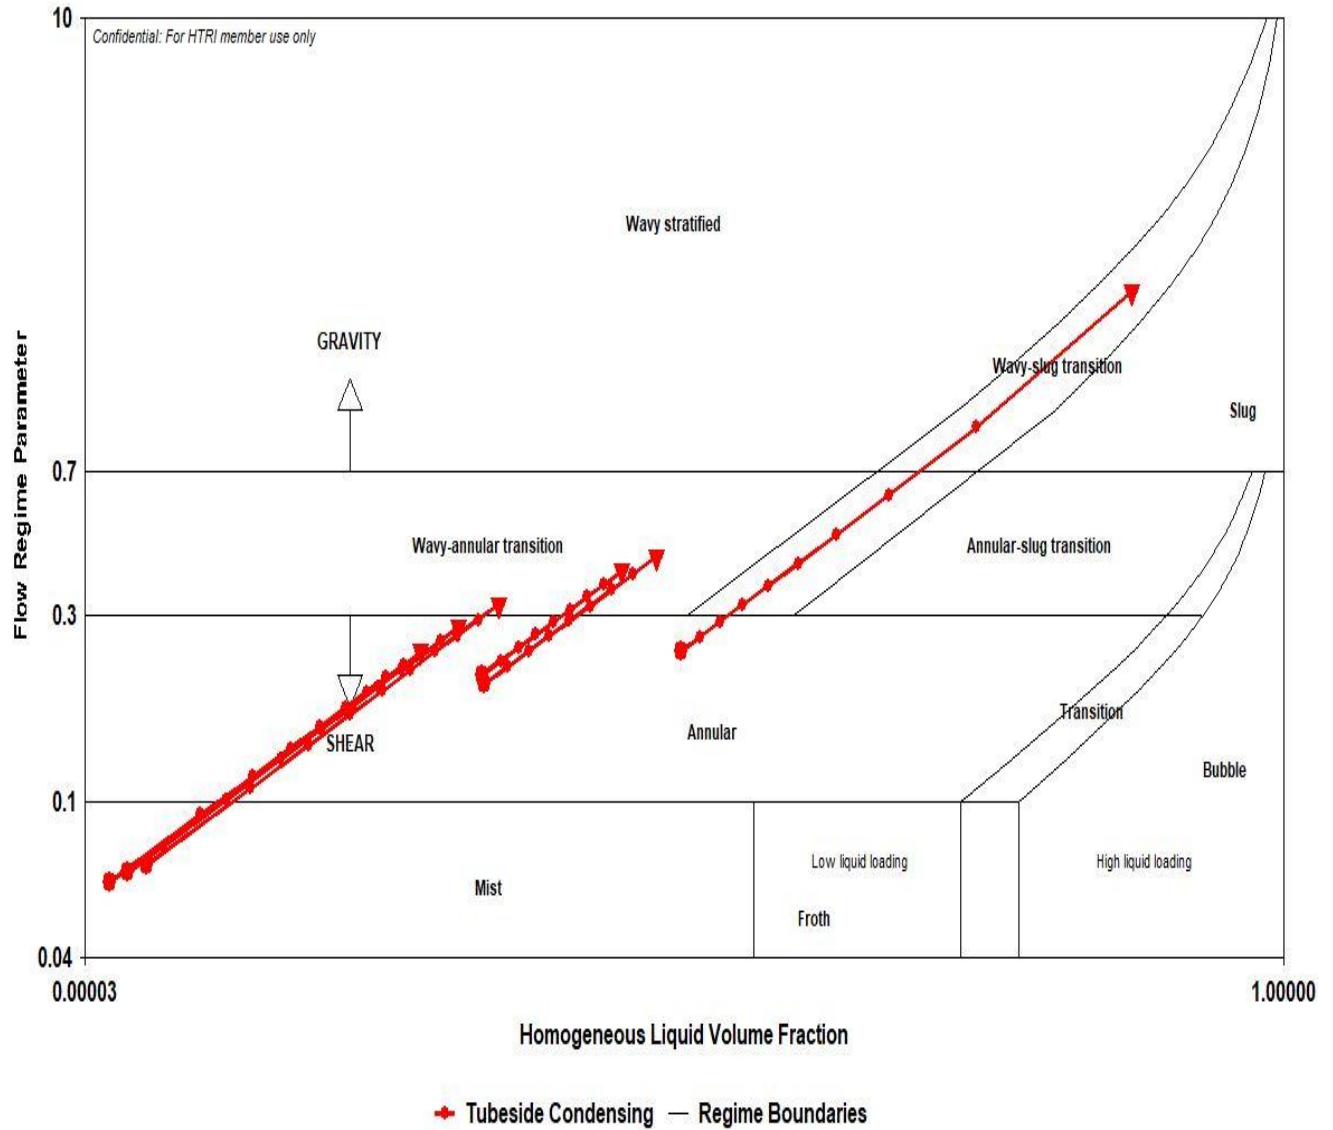 10
Confidential: For HTRI member use only
Wavy stratified
GRAVITY
Wavy-slug transition
Slug
Flow Regime Parameter
0.7
Wavy-annular transition
Annular-slug transition
0.3
Transition
Annular
SHEAR
Bubble
0.1
Low liquid loading
High liquid loading
Mist
Froth
0.04
0.00003
1.00000
Homogeneous Liquid Volume Fraction
Tubeside Condensing
Regime Boundaries